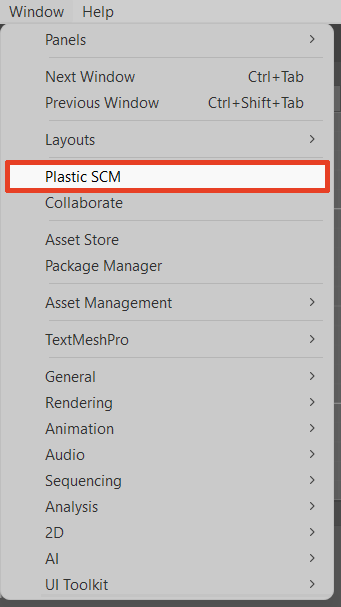 Window Help
Panels
Next Window Ctrl+Tab
Previous Window Ctrl+Shift+Tab
Layouts
Plastic SCM
Collaborate
Asset Store
Package Manager
Asset Management
TextMeshPro
General
Rendering
Animation
Audio
Sequencing
Analysis
2D
AI
UI Toolkit